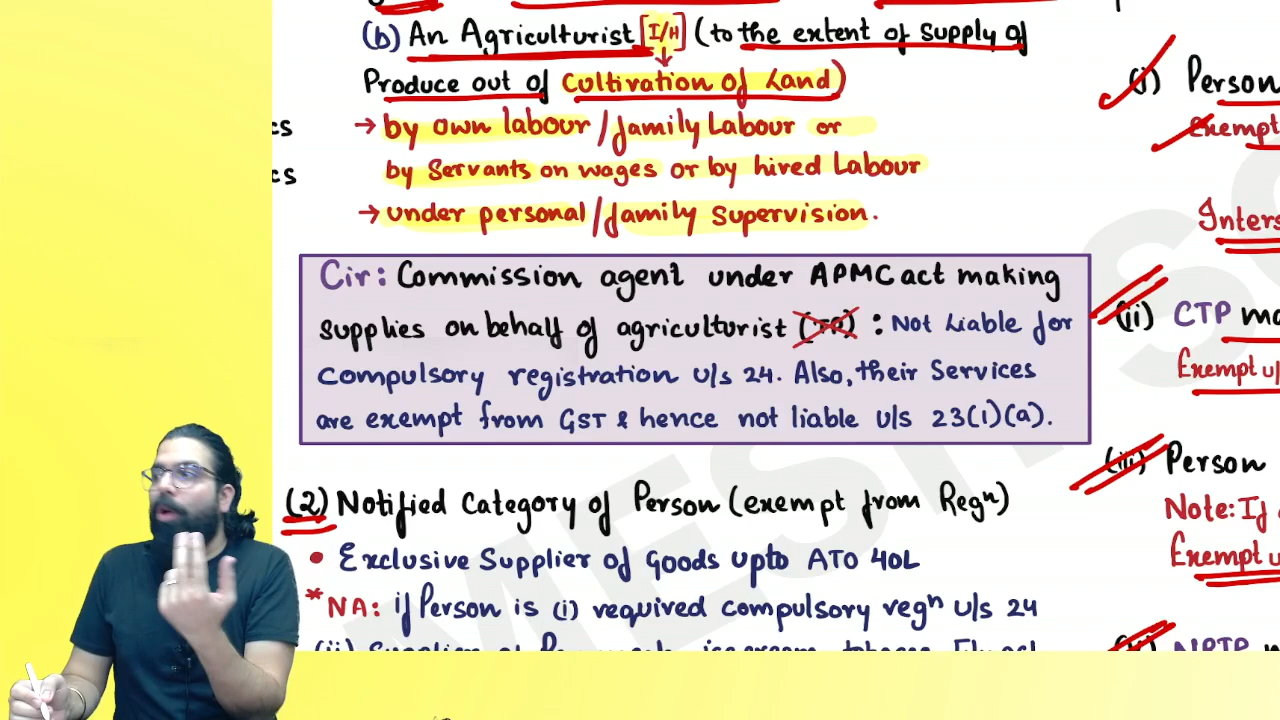 (b) An Agriculturist [I/H] (to the extent of supply of
Produce out of Cultivation of Land)
→ by own labour / family Labour or
by Servants on wages or by hired Labour
→ under personal / family Supervision.
cs
cs
Cir: Commission agent under APMC act making
supplies on behalf of agriculturist : Not Liable for
compulsory registration u/s 24. Also, their Services
are exempt from GST & hence not liable u/s 23(1)(a).
(2) Notified Category of Person (exempt from Regⁿ)
• Exclusive Supplier of Goods upto ATO 40L
* NA: if Person is (i) required compulsory regⁿ u/s 24
(i) Person
Exempt
Inters
(ii) CTP ma
Exempt u/
(iii) Person
Note: If
Exempt u
NRTP